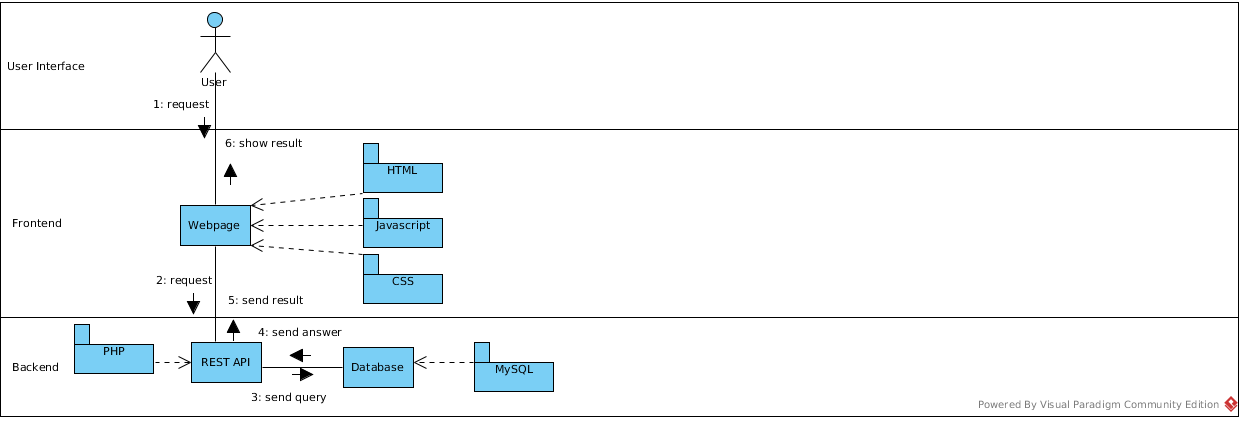 User Interface
User
1: request
6: show result
HTML
Frontend
Webpage
Javascript
CSS
2: request
5: send result
4: send answer
PHP
REST API
Backend
Database
MySQL
3: send query
Powered By Visual Paradigm Community Edition